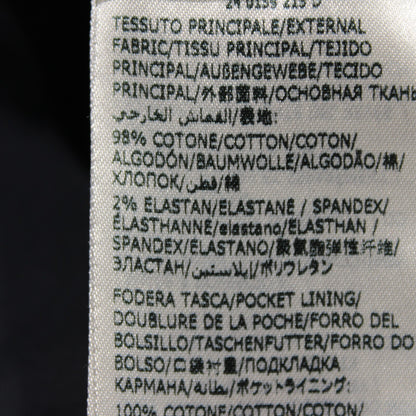 TESSUTO PRINCIPALE/EXTERNAL
FABRIC/TISSU PRINCIPAL/TEJIDO
PRINCIPAL/AUßENGEWEBE/TECIDO
PRINCIPAL/外部面料/ОСНОВНАЯ ТКАНЬ
القماش الخارجي/表地:
98% COTONE/COTTON/COTON/
ALGODÓN/BAUMWOLLE/ALGODÃO/棉/
ХЛОПОК/قطن/綿
2% ELASTAN/ELASTANE / SPANDEX/
ÉLASTHANNE/elastano/ELASTHAN /
SPANDEX/ELASTANO/聚氨酯弹性纤维/
ЭЛАСТАН/إيلاستين/ポリウレタン
FODERA TASCA/POCKET LINING/
DOUBLURE DE LA POCHE/FORRO DEL
BOLSILLO/TASCHENFUTTER/FORRO DO
BOLSO/口袋衬里/ПОДКЛАДКА
КАРМАНА/بطانة/ポケットライニング:
100% COTONE/COTTON/COTON/